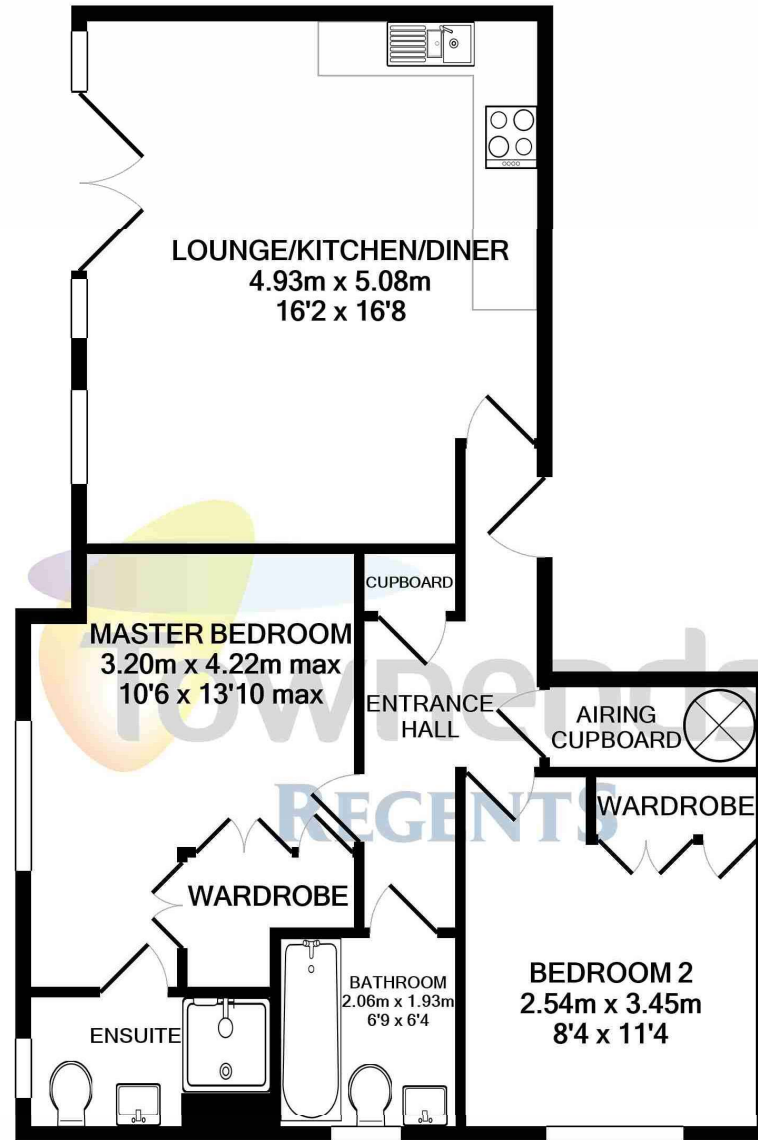 LOUNGE/KITCHEN/DINER
4.93m x 5.08m
16'2 x 16'8
CUPBOARD
MASTER BEDROOM
3.20m x 4.22m max
10'6 x 13'10 max
Townends
REGENTS
ENTRANCE
HALL
AIRING
CUPBOARD
WARDROBE
WARDROBE
BATHROOM
2.06m x 1.93m
6'9 x 6'4
BEDROOM 2
2.54m x 3.45m
8'4 x 11'4
ENSUITE